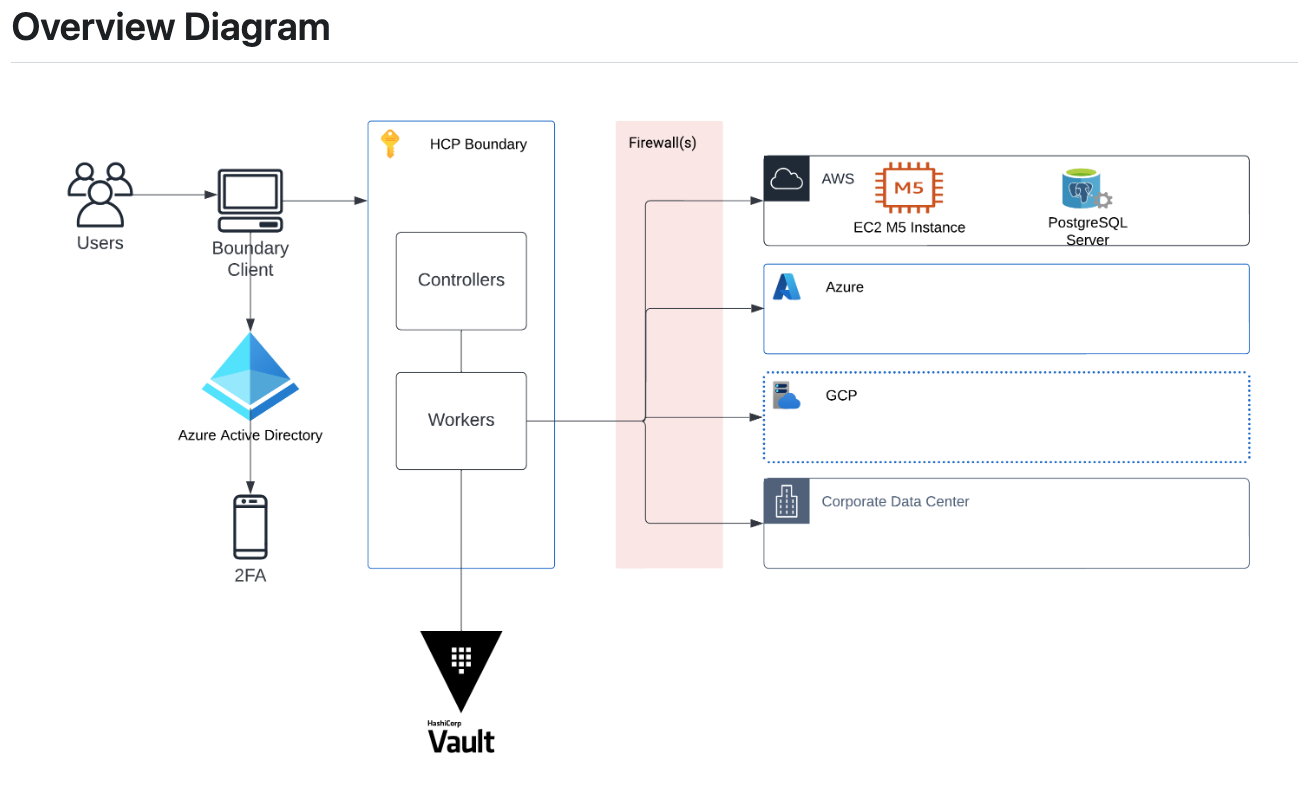 Overview Diagram
HCP Boundary
Firewall(s)
AWS
M5
EC2 M5 Instance
PostgreSQL
Server
Users
Boundary
Client
Controllers
Azure
Workers
GCP
Azure Active Directory
Corporate Data Center
2FA
HashiCorp
Vault